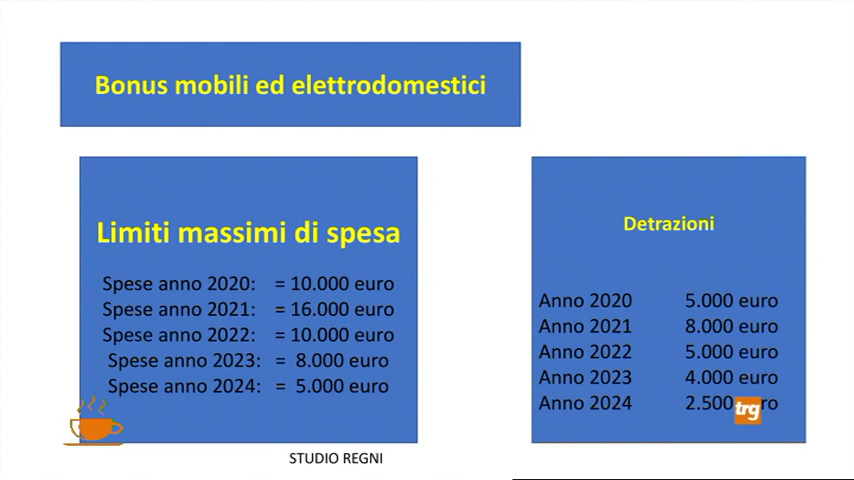 Bonus mobili ed elettrodomestici
Limiti massimi di spesa
Spese anno 2020: = 10.000 euro
Spese anno 2021: = 16.000 euro
Spese anno 2022: = 10.000 euro
Spese anno 2023: = 8.000 euro
Spese anno 2024: = 5.000 euro
Detrazioni
Anno 2020 5.000 euro
Anno 2021 8.000 euro
Anno 2022 5.000 euro
Anno 2023 4.000 euro
Anno 2024 2.500 ro
trg
STUDIO REGNI